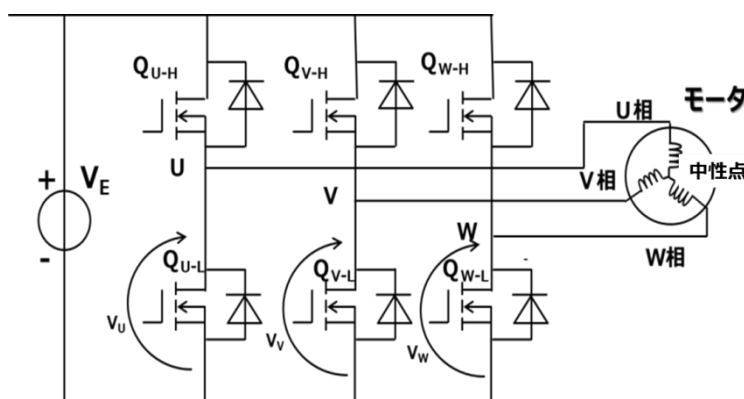 Q_U-H
Q_V-H
Q_W-H
モータ
U相
+
V_E
-
U
V
W
V相
中性点
W相
Q_U-L
Q_V-L
Q_W-L
V_U
V_V
V_W